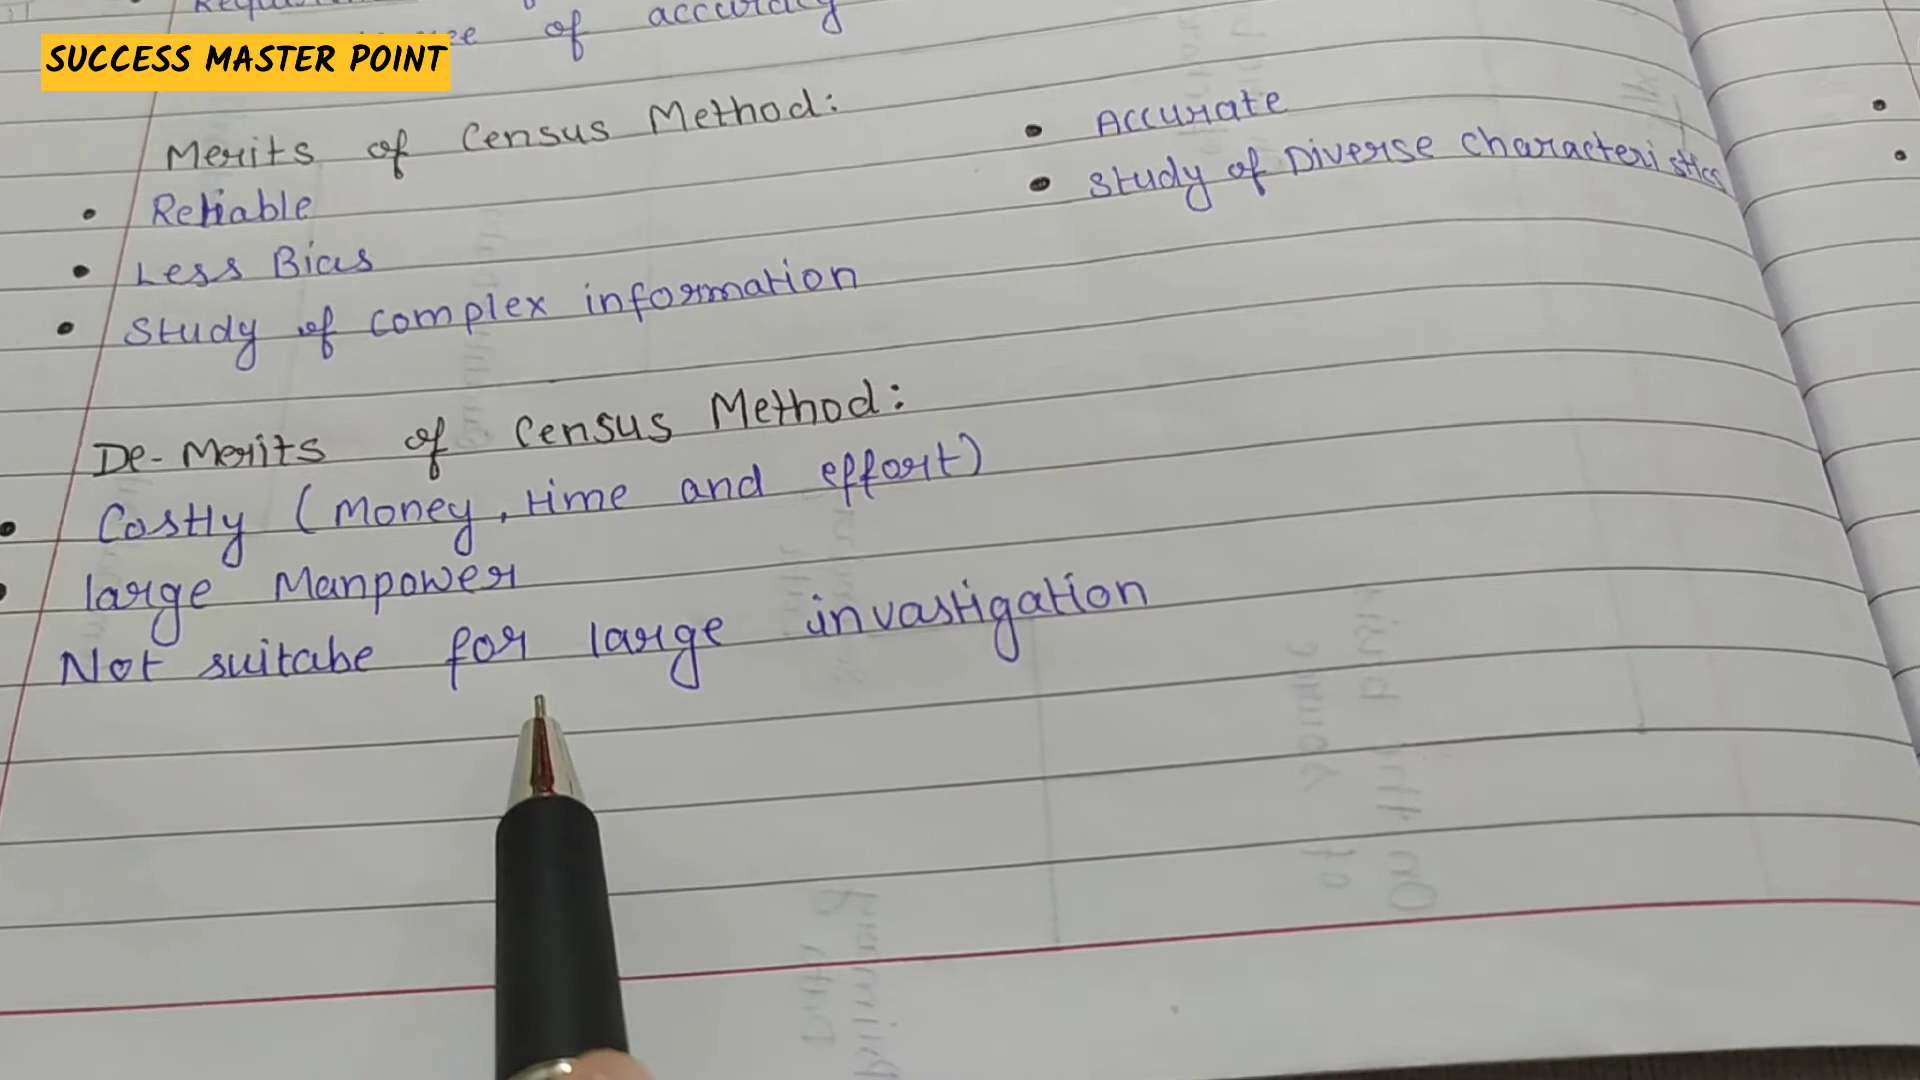 of accuracy
SUCCESS MASTER POINT
Merits of Census Method:
• Reliable
• Less Bias
• Study of complex information
• Accurate
• Study of Diverse characteristics
De-Merits of Census Method:
• Costly (Money, time and effort)
• large Manpower
Not suitabe for large invastigation